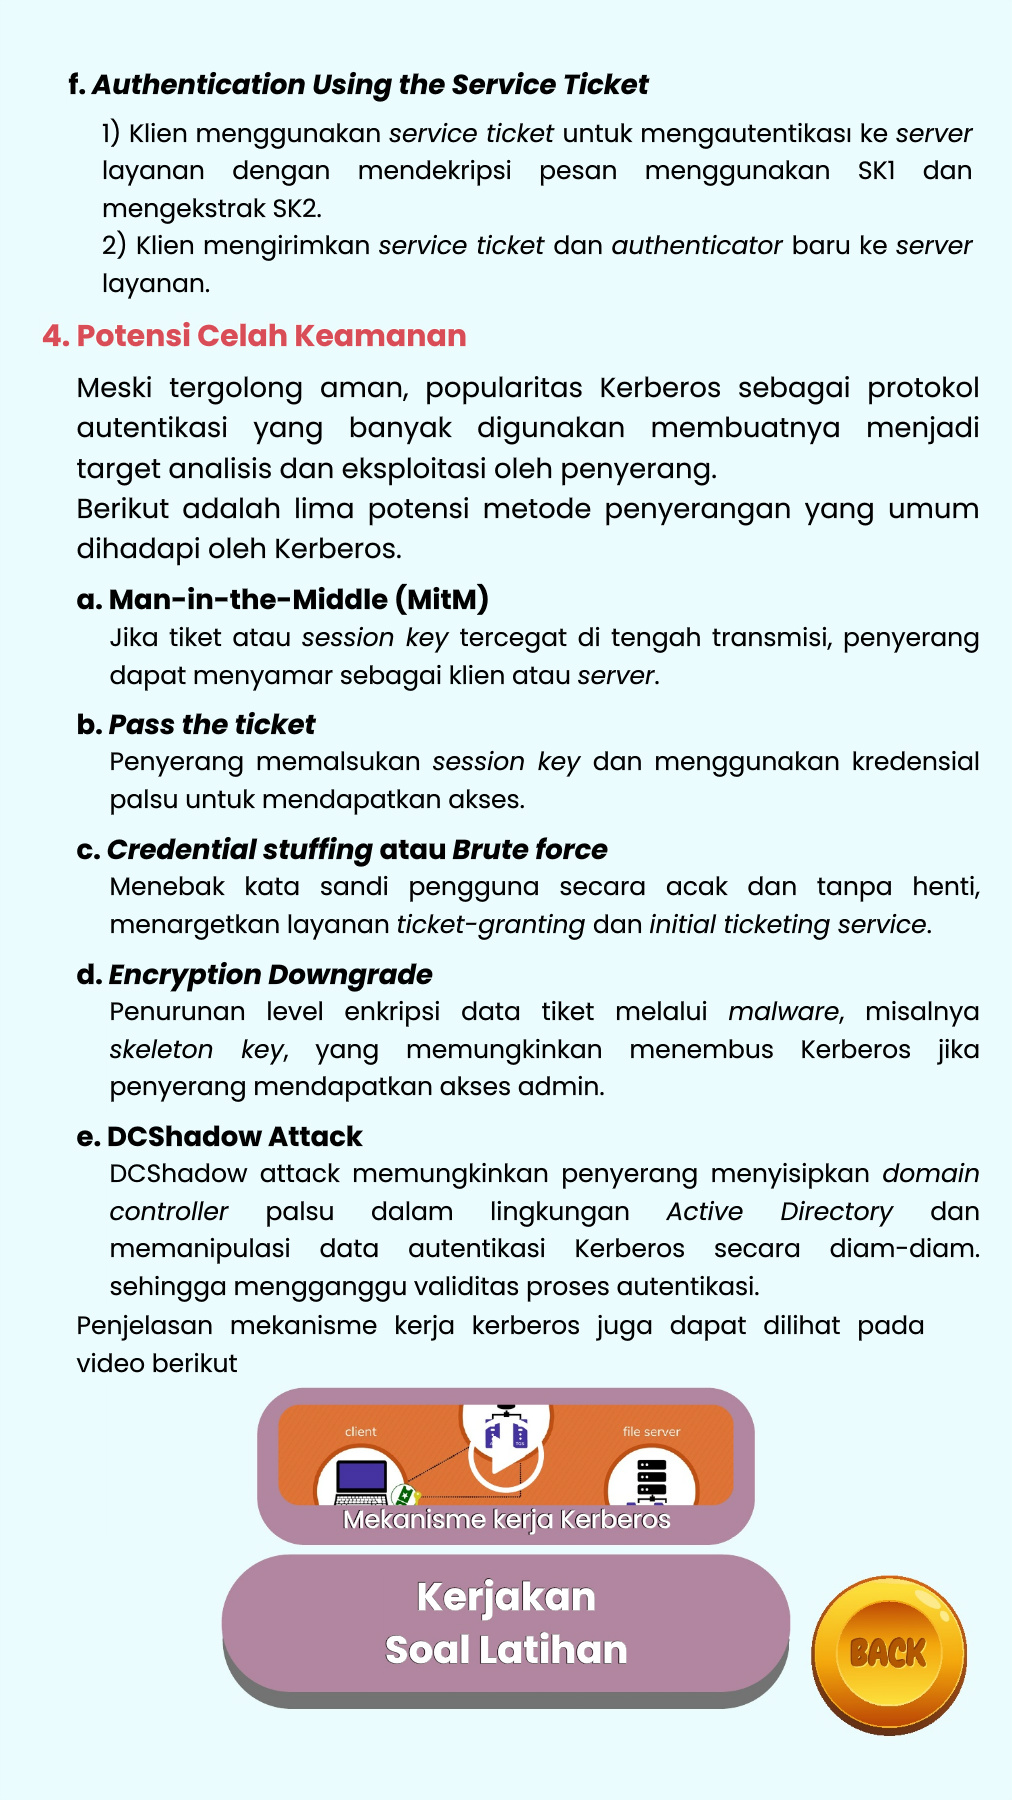 f. Authentication Using the Service Ticket
1) Klien menggunakan service ticket untuk mengautentikasi ke server
layanan dengan mendekripsi pesan menggunakan SK1 dan
mengekstrak SK2.
2) Klien mengirimkan service ticket dan authenticator baru ke server
layanan.
4. Potensi Celah Keamanan
Meski tergolong aman, popularitas Kerberos sebagai protokol
autentikasi yang banyak digunakan membuatnya menjadi
target analisis dan eksploitasi oleh penyerang.
Berikut adalah lima potensi metode penyerangan yang umum
dihadapi oleh Kerberos.
a. Man-in-the-Middle (MitM)
Jika tiket atau session key tercegat di tengah transmisi, penyerang
dapat menyamar sebagai klien atau server.
b. Pass the ticket
Penyerang memalsukan session key dan menggunakan kredensial
palsu untuk mendapatkan akses.
c. Credential stuffing atau Brute force
Menebak kata sandi pengguna secara acak dan tanpa henti,
menargetkan layanan ticket-granting dan initial ticketing service.
d. Encryption Downgrade
Penurunan level enkripsi data tiket melalui malware, misalnya
skeleton key, yang memungkinkan menembus Kerberos jika
penyerang mendapatkan akses admin.
e. DCShadow Attack
DCShadow attack memungkinkan penyerang menyisipkan domain
controller palsu dalam lingkungan Active Directory dan
memanipulasi data autentikasi Kerberos secara diam-diam.
sehingga mengganggu validitas proses autentikasi.
Penjelasan mekanisme kerja kerberos juga dapat dilihat pada
video berikut
client
file server
Mekanisme kerja Kerberos
Kerjakan
Soal Latihan
BACK